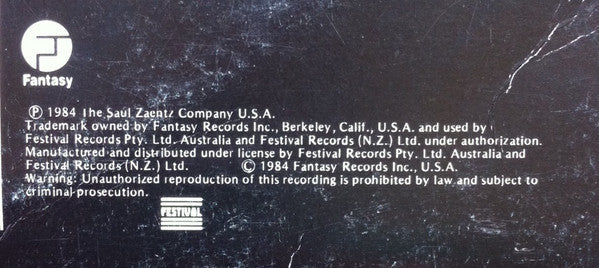 Fantasy
Ⓟ 1984 The Saul Zaentz Company U.S.A.
Trademark owned by Fantasy Records Inc., Berkeley, Calif., U.S.A. and used by
Festival Records Pty. Ltd. Australia and Festival Records (N.Z.) Ltd. under authorization.
Manufactured and distributed under license by Festival Records Pty. Ltd. Australia and
Festival Records (N.Z.) Ltd. © 1984 Fantasy Records Inc., U.S.A.
Warning: Unauthorized reproduction of this recording is prohibited by law and subject to
criminal prosecution.
FESTIVAL